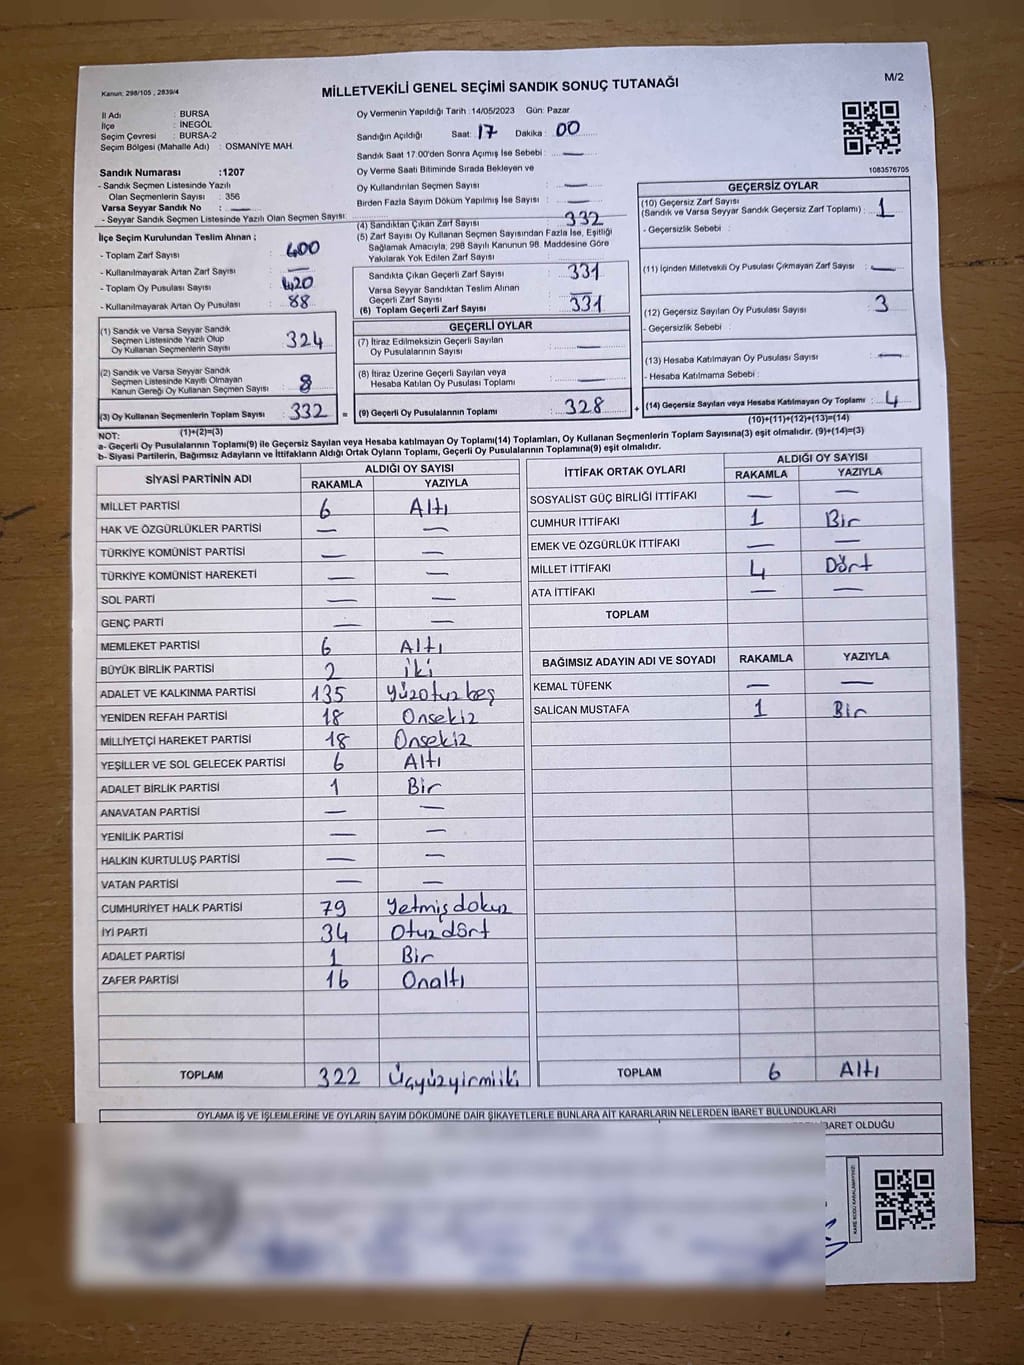 Kanun: 298/105 , 2839/4
MİLLETVEKİLİ GENEL SEÇİMİ SANDIK SONUÇ TUTANAĞI
M/2
İl Adı : BURSA
İlçe : İNEGÖL
Seçim Çevresi : BURSA-2
Seçim Bölgesi (Mahalle Adı) : OSMANİYE MAH.
Sandık Numarası :1207
- Sandık Seçmen Listesinde Yazılı
Olan Seçmenlerin Sayısı : 356
Varsa Seyyar Sandık No : —
- Seyyar Sandık Seçmen Listesinde Yazılı Olan Seçmen Sayısı:
Oy Vermenin Yapıldığı Tarih :14/05/2023 Gün: Pazar
Sandığın Açıldığı Saat: 17 Dakika : 00
Sandık Saat 17:00'den Sonra Açımış İse Sebebi : —
Oy Verme Saati Bitiminde Sırada Bekleyen ve
Oy Kullandırılan Seçmen Sayısı : —
Birden Fazla Sayım Döküm Yapılmış İse Sayısı : —
1083576705
İlçe Seçim Kurulundan Teslim Alınan ;
- Toplam Zarf Sayısı : 400
- Kullanılmayarak Artan Zarf Sayısı : —
- Toplam Oy Pusulası Sayısı : 420
- Kullanılmayarak Artan Oy Pusulası : 88
(1) Sandık ve Varsa Seyyar Sandık
Seçmen Listesinde Yazılı Olup
Oy Kullanan Seçmenlerin Sayısı : 324
(2) Sandık ve Varsa Seyyar Sandık
Seçmen Listesinde Kayıtlı Olmayan
Kanun Gereği Oy Kullanan Seçmen Sayısı : 8
(3) Oy Kullanan Seçmenlerin Toplam Sayısı : 332 =
(1)+(2)=(3)
(4) Sandıktan Çıkan Zarf Sayısı : 332
(5) Zarf Sayısı Oy Kullanan Seçmen Sayısından Fazla İse, Eşitliği
Sağlamak Amacıyla, 298 Sayılı Kanunun 98. Maddesine Göre
Yakılarak Yok Edilen Zarf Sayısı :
Sandıkta Çıkan Geçerli Zarf Sayısı : 331
Varsa Seyyar Sandıktan Teslim Alınan
Geçerli Zarf Sayısı : —
(6) Toplam Geçerli Zarf Sayısı : 331
GEÇERLİ OYLAR
(7) İtiraz Edilmeksizin Geçerli Sayılan
Oy Pusulalarının Sayısı : —
(8) İtiraz Üzerine Geçerli Sayılan veya
Hesaba Katılan Oy Pusulası Toplamı : —
(9) Geçerli Oy Pusulalarının Toplamı : 328 +
GEÇERSİZ OYLAR
(10) Geçersiz Zarf Sayısı
(Sandık ve Varsa Seyyar Sandık Geçersiz Zarf Toplamı) : 1
- Geçersizlik Sebebi :
(11) İçinden Milletvekili Oy Pusulası Çıkmayan Zarf Sayısı : —
(12) Geçersiz Sayılan Oy Pusulası Sayısı : 3
- Geçersizlik Sebebi :
(13) Hesaba Katılmayan Oy Pusulası Sayısı : —
- Hesaba Katılmama Sebebi :
(14) Geçersiz Sayılan veya Hesaba Katılmayan Oy Toplamı : 4
(10)+(11)+(12)+(13)=(14)
NOT:
a- Geçerli Oy Pusulalarının Toplamı(9) ile Geçersiz Sayılan veya Hesaba katılmayan Oy Toplamı(14) Toplamları, Oy Kullanan Seçmenlerin Toplam Sayısına(3) eşit olmalıdır. (9)+(14)=(3)
b- Siyasi Partilerin, Bağımsız Adayların ve İttifakların Aldığı Ortak Oyların Toplamı, Geçerli Oy Pusulalarının Toplamına(9) eşit olmalıdır.
SİYASİ PARTİNİN ADI ALDIĞI OY SAYISI
RAKAMLA YAZIYLA
MİLLET PARTİSİ 6 Altı
HAK VE ÖZGÜRLÜKLER PARTİSİ — —
TÜRKİYE KOMÜNİST PARTİSİ — —
TÜRKİYE KOMÜNİST HAREKETİ — —
SOL PARTİ — —
GENÇ PARTİ — —
MEMLEKET PARTİSİ 6 Altı
BÜYÜK BİRLİK PARTİSİ 2 iki
ADALET VE KALKINMA PARTİSİ 135 yüzotuzbeş
YENİDEN REFAH PARTİSİ 18 Onsekiz
MİLLİYETÇİ HAREKET PARTİSİ 18 Onsekiz
YEŞİLLER VE SOL GELECEK PARTİSİ 6 Altı
ADALET BİRLİK PARTİSİ 1 Bir
ANAVATAN PARTİSİ — —
YENİLİK PARTİSİ — —
HALKIN KURTULUŞ PARTİSİ — —
VATAN PARTİSİ — —
CUMHURİYET HALK PARTİSİ 79 yetmişdokuz
İYİ PARTİ 34 Otuzdört
ADALET PARTİSİ 1 Bir
ZAFER PARTİSİ 16 Onaltı
TOPLAM 322 Üçyüzyirmiiki
İTTİFAK ORTAK OYLARI ALDIĞI OY SAYISI
RAKAMLA YAZIYLA
SOSYALİST GÜÇ BİRLİĞİ İTTİFAKI — —
CUMHUR İTTİFAKI 1 Bir
EMEK VE ÖZGÜRLÜK İTTİFAKI — —
MİLLET İTTİFAKI 4 Dört
ATA İTTİFAKI — —
TOPLAM
BAĞIMSIZ ADAYIN ADI VE SOYADI RAKAMLA YAZIYLA
KEMAL TÜFENK — —
SALİCAN MUSTAFA 1 Bir
TOPLAM 6 Altı
OYLAMA İŞ VE İŞLEMLERİNE VE OYLARIN SAYIM DÖKÜMÜNE DAİR ŞİKAYETLERLE BUNLARA AİT KARARLARIN NELERDEN İBARET BULUNDUKLARI
İBARET OLDUĞU
KARE KODU KARALAMAYINIZ!